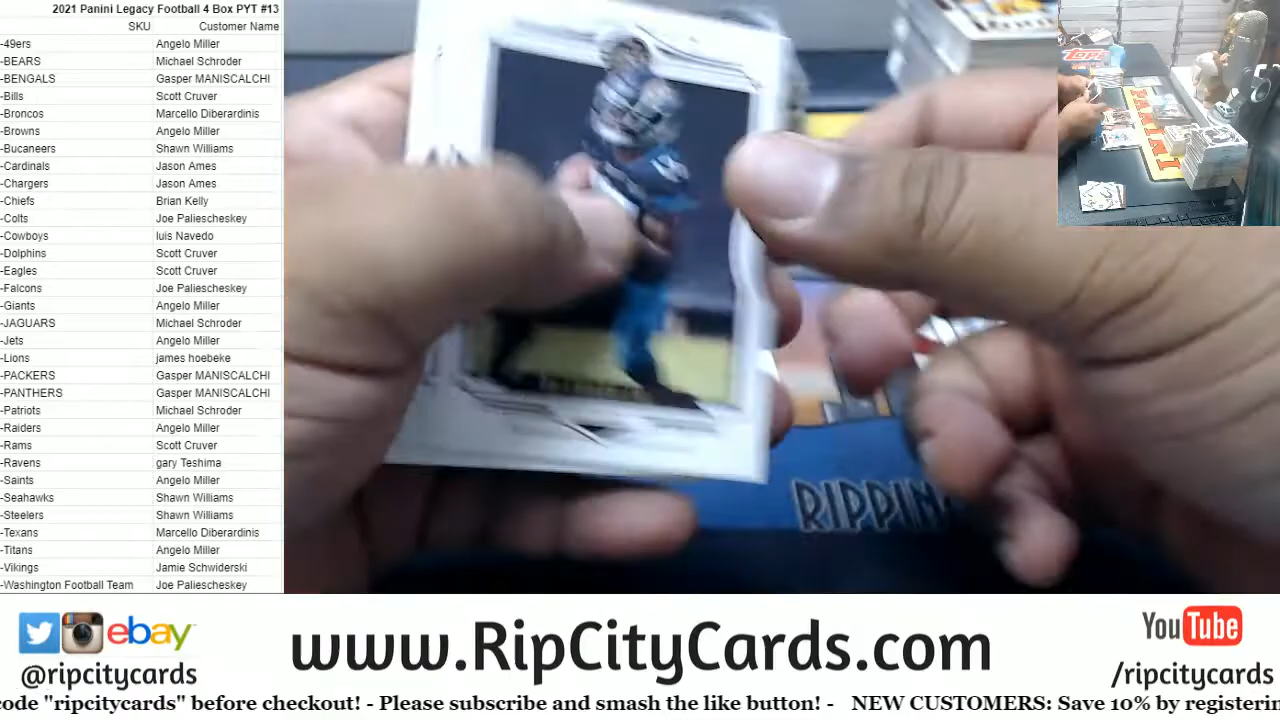 2021 Panini Legacy Football 4 Box PYT #13
SKU Customer Name
-49ers Angelo Miller
-BEARS Michael Schroder
-BENGALS Gasper MANISCALCHI
-Bills Scott Cruver
-Broncos Marcello Diberardinis
-Browns Angelo Miller
-Bucaneers Shawn Williams
-Cardinals Jason Ames
-Chargers Jason Ames
-Chiefs Brian Kelly
-Colts Joe Paliescheskey
-Cowboys luis Navedo
-Dolphins Scott Cruver
-Eagles Scott Cruver
-Falcons Joe Paliescheskey
-Giants Angelo Miller
-JAGUARS Michael Schroder
-Jets Angelo Miller
-Lions james hoebeke
-PACKERS Gasper MANISCALCHI
-PANTHERS Gasper MANISCALCHI
-Patriots Michael Schroder
-Raiders Angelo Miller
-Rams Scott Cruver
-Ravens gary Teshima
-Saints Angelo Miller
-Seahawks Shawn Williams
-Steelers Shawn Williams
-Texans Marcello Diberardinis
-Titans Angelo Miller
-Vikings Jamie Schwiderski
-Washington Football Team Joe Paliescheskey
TOPPS
PANINI
RIPPIN
ebay
@ripcitycards
www.RipCityCards.com
YouTube
/ripcitycards
code "ripcitycards" before checkout! - Please subscribe and smash the like button! - NEW CUSTOMERS: Save 10% by registerin